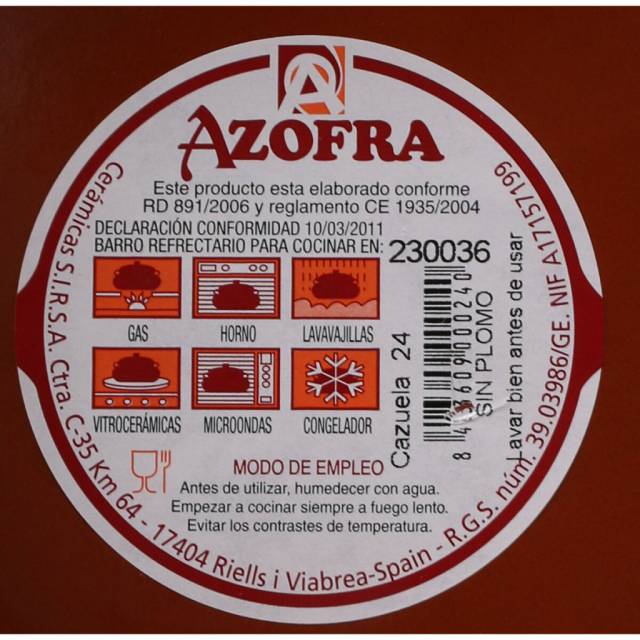 AZOFRA
Este producto esta elaborado conforme
RD 891/2006 y reglamento CE 1935/2004
DECLARACIÓN CONFORMIDAD 10/03/2011
BARRO REFRECTARIO PARA COCINAR EN:
230036
GAS
HORNO
LAVAVAJILLAS
VITROCERÁMICAS
MICROONDAS
CONGELADOR
Cazuela 24
SIN PLOMO
Lavar bien antes de usar
MODO DE EMPLEO
Antes de utilizar, humedecer con agua.
Empezar a cocinar siempre a fuego lento.
Evitar los contrastes de temperatura.
Cerámicas S.I.R.S.A. Ctra. C-35 Km 64 - 17404 Riells i Viabrea-Spain - R.G.S. núm. 39.03986/GE. NIF A17157199